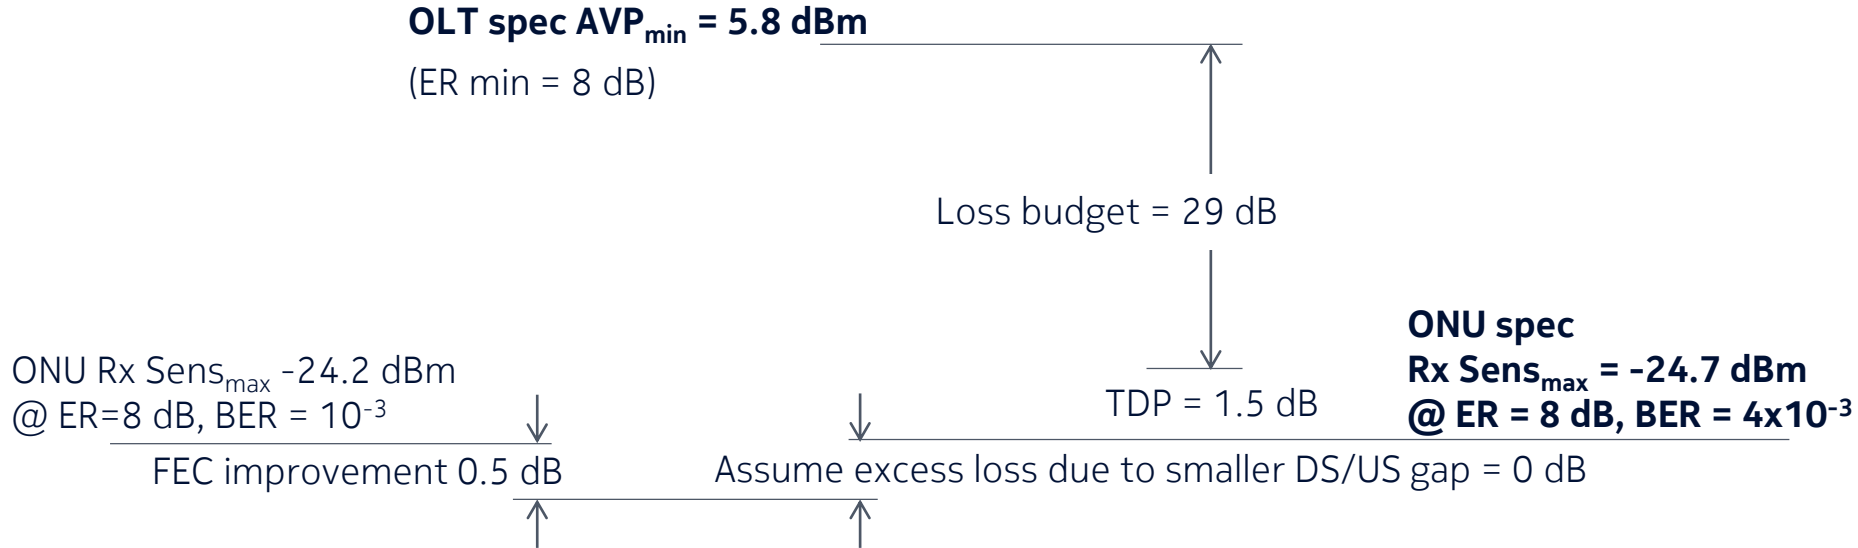 OLT spec AVPmin = 5.8 dBm
(ER min = 8 dB)
Loss budget = 29 dB
ONU spec
Rx Sensmax = -24.7 dBm
@ ER = 8 dB, BER = 4x10-3
ONU Rx Sensmax -24.2 dBm
@ ER=8 dB, BER = 10-3
TDP = 1.5 dB
FEC improvement 0.5 dB
Assume excess loss due to smaller DS/US gap = 0 dB